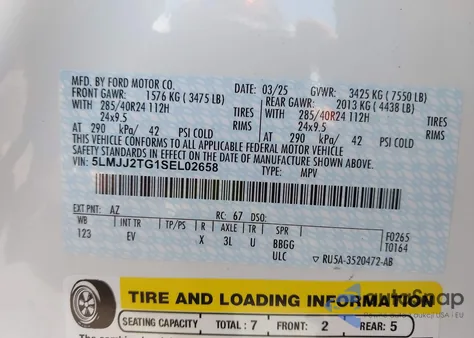 MFD. BY FORD MOTOR CO. 03/25 GVWR: 3425 KG ( 7550 LB)
FRONT GAWR: 1576 KG ( 3475 LB) REAR GAWR: 2013 KG ( 4438 LB)
WITH 285/40R24 112H TIRES WITH 285/40R24 112H TIRES
24x9.5 RIMS 24x9.5 RIMS
AT 290 kPa/ 42 PSI COLD AT 290 kPa/ 42 PSI COLD
THIS VEHICLE CONFORMS TO ALL APPLICABLE FEDERAL MOTOR VEHICLE
SAFETY AND THEFT PREVENTION STANDARDS IN EFFECT ON THE DATE OF MANUFACTURE SHOWN ABOVE.
VIN: 5LMJJ2TG1SEL02658 TYPE: MPV
EXT PNT: AZ RC: 67 DSO:
WB INT TR TP/PS R AXLE TR SPR F0265
123 EV X 3L U BBGG T0164
ULC ▽ RU5A-3520472-AB
TIRE AND LOADING INFORMATION
SEATING CAPACITY TOTAL : 7 FRONT: 2 REAR: 5
autoSnap